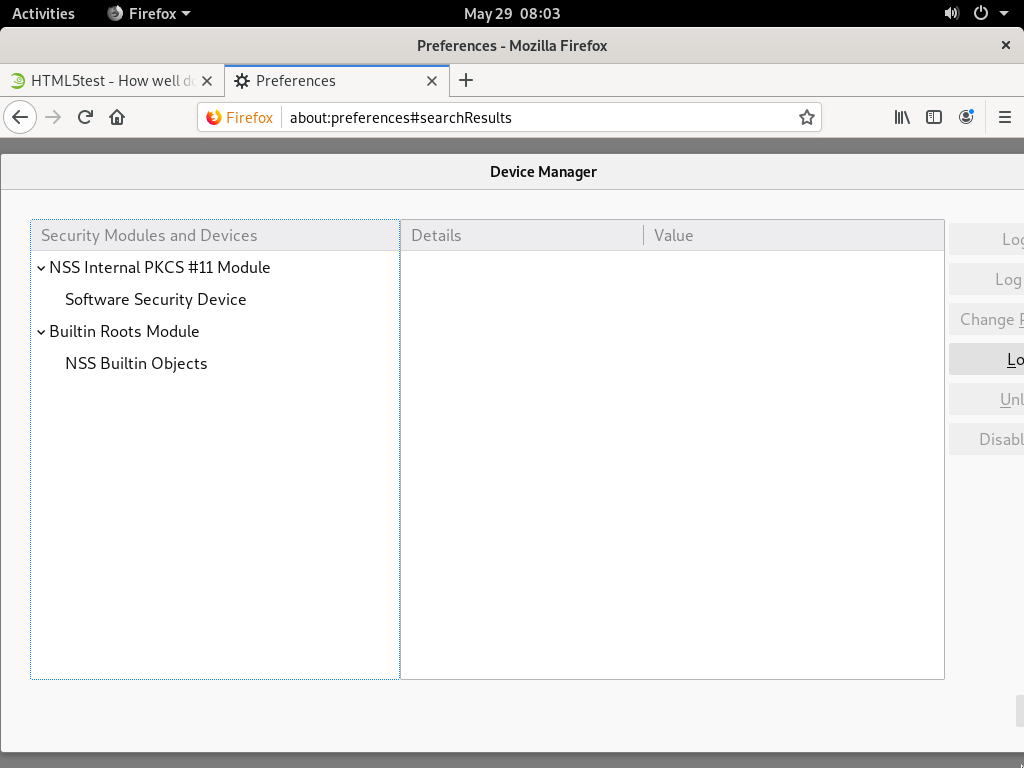 Activities Firefox May 29 08:03
Preferences - Mozilla Firefox
HTML5test - How well do Preferences
Firefox about:preferences#searchResults
Device Manager
Security Modules and Devices Details Value
NSS Internal PKCS #11 Module
Software Security Device
Builtin Roots Module
NSS Builtin Objects
Log
Log
Change P
Lo
Unl
Disabl